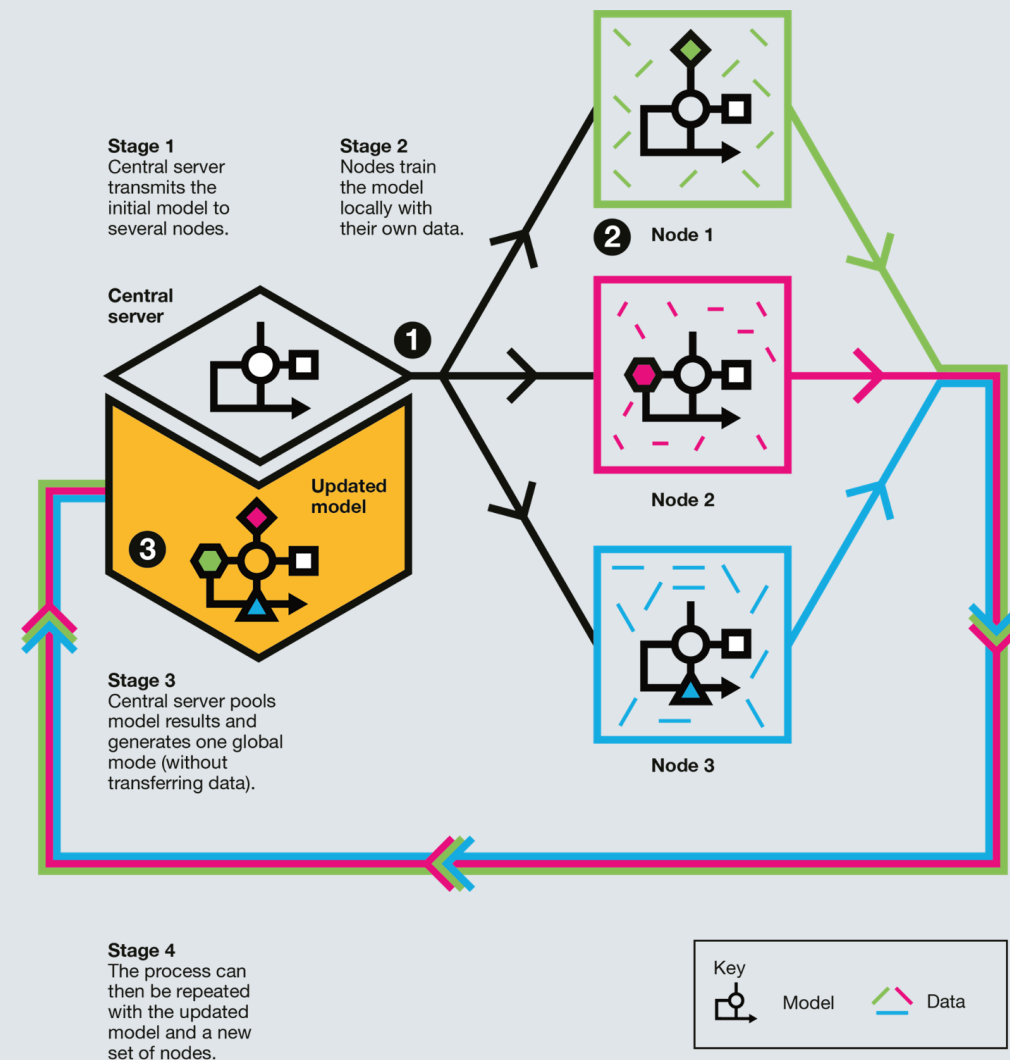 Stage 1
Central server
transmits the
initial model to
several nodes.
Stage 2
Nodes train
the model
locally with
their own data.
Central
server
1
2
Node 1
Node 2
Node 3
Updated
model
3
Stage 3
Central server pools
model results and
generates one global
mode (without
transferring data).
Stage 4
The process can
then be repeated
with the updated
model and a new
set of nodes.
Key
Model
Data